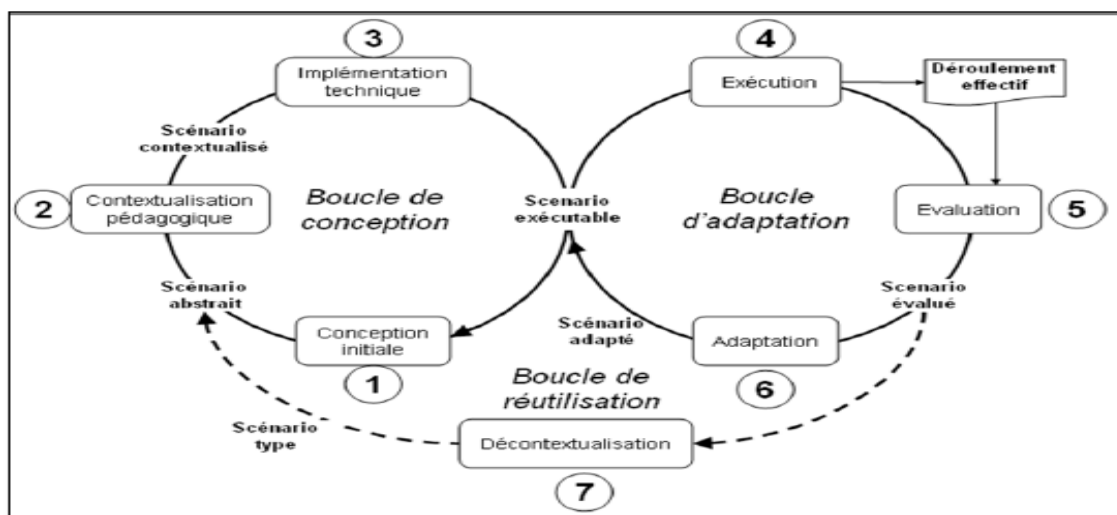 3
4
Implémentation
technique
Exécution
Déroulement
effectif
Scénario
contextualisé
2
Contextualisation
pédagogique
Boucle de
conception
Scenario
exécutable
Boucle
d'adaptation
Evaluation
5
Scénario
abstrait
Scenario
évalué
Conception
initiale
Scénario
adapté
Adaptation
1
Boucle de
réutilisation
6
Scénario
type
Décontextualisation
7